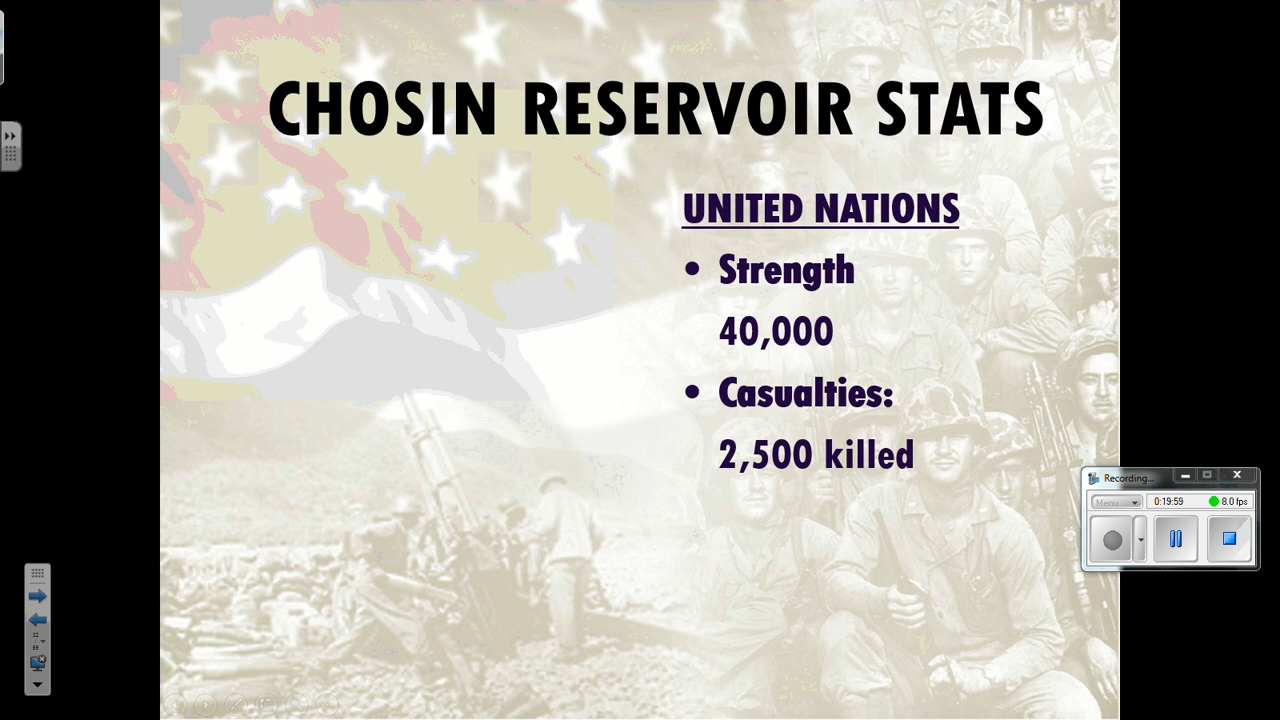 CHOSIN RESERVOIR STATS
UNITED NATIONS
• Strength
40,000
• Casualties:
2,500 killed
Recording...
Menu
0:19:59
8.0 fps